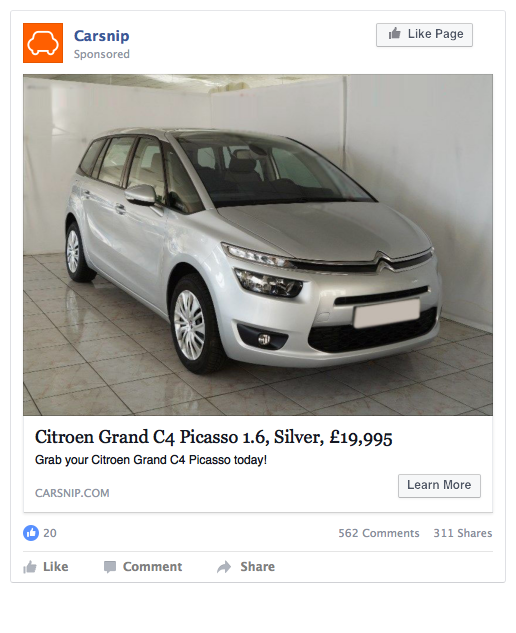 Carsnip
Sponsored
Like Page
Citroen Grand C4 Picasso 1.6, Silver, £19,995
Grab your Citroen Grand C4 Picasso today!
CARSNIP.COM
Learn More
20
562 Comments 311 Shares
Like Comment Share